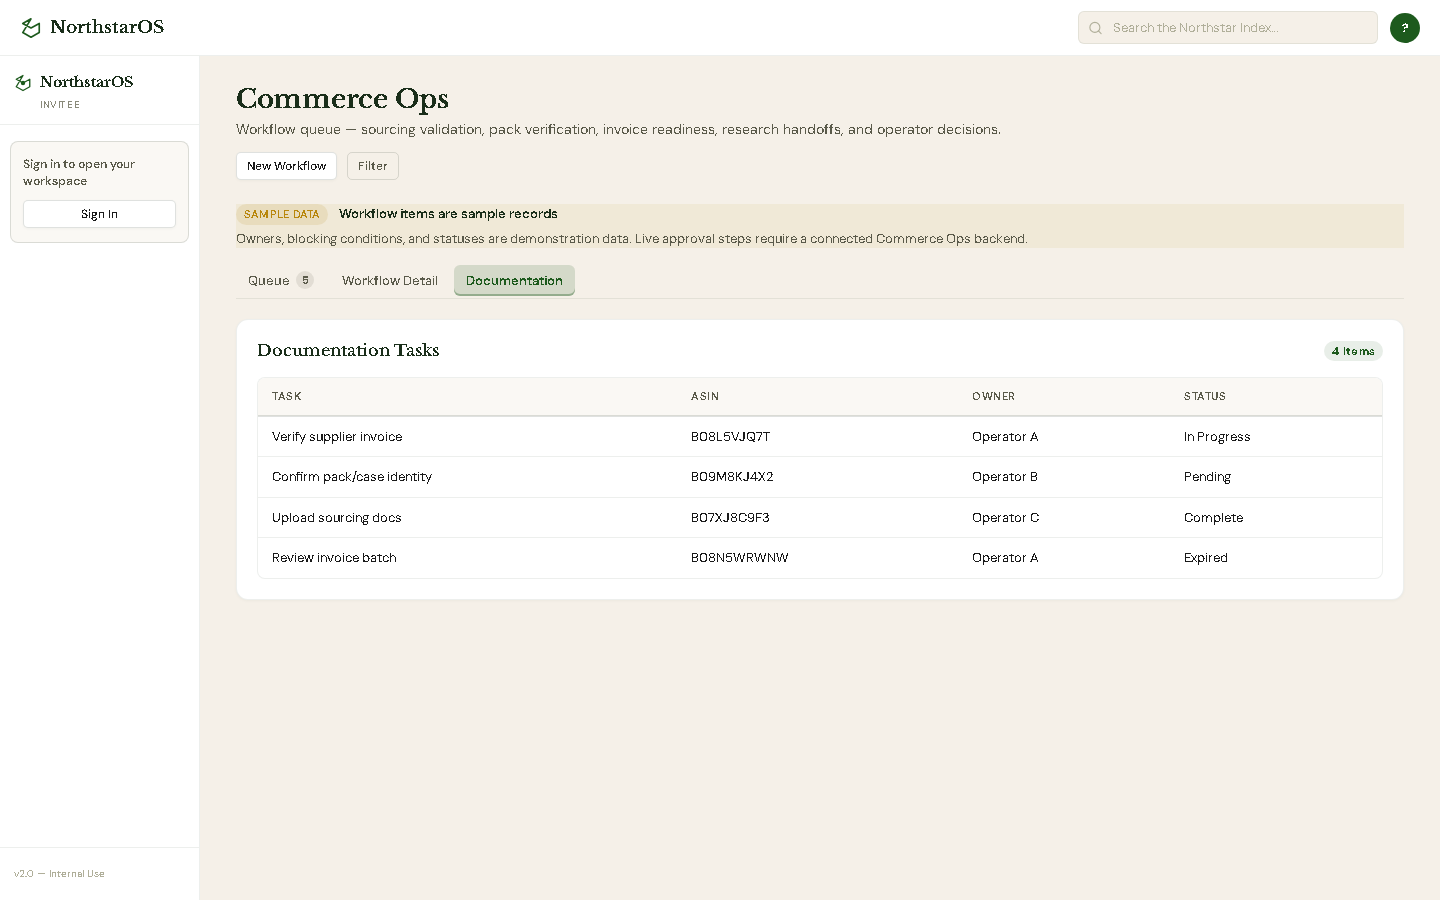 NorthstarOS
Search the Northstar Index...
?
NorthstarOS
INVITEE
Sign in to open your
workspace
Sign In
v2.0 — Internal Use
Commerce Ops
Workflow queue — sourcing validation, pack verification, invoice readiness, research handoffs, and operator decisions.
New Workflow
Filter
SAMPLE DATA Workflow items are sample records
Owners, blocking conditions, and statuses are demonstration data. Live approval steps require a connected Commerce Ops backend.
Queue 5 Workflow Detail Documentation
Documentation Tasks
4 Items
TASK ASIN OWNER STATUS
Verify supplier invoice B08L5VJQ7T Operator A In Progress
Confirm pack/case identity B09M8KJ4X2 Operator B Pending
Upload sourcing docs B07XJ8C9F3 Operator C Complete
Review invoice batch B08N5WRWNW Operator A Expired